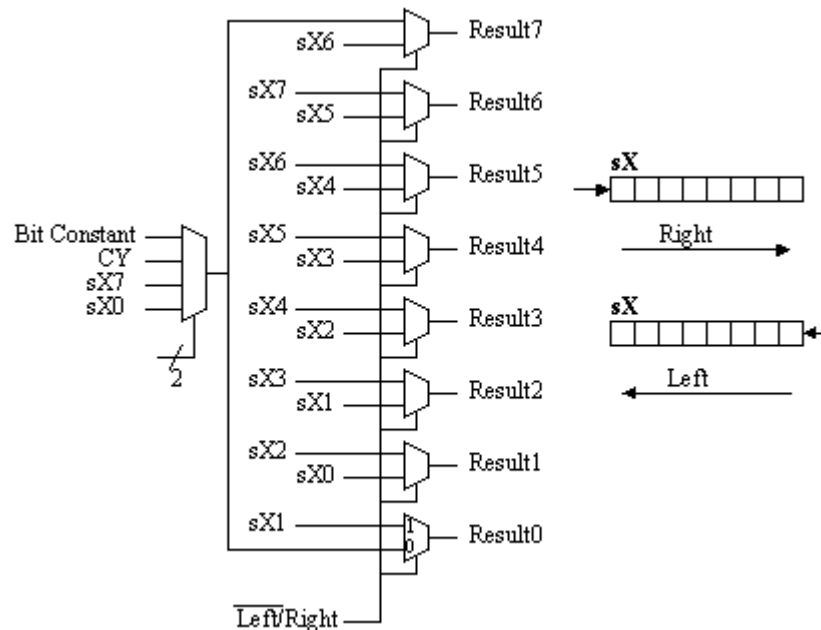 Result7
sX6
sX7
Result6
sX5
sX6
Result5
sX4
sX
Bit Constant
CY
sX7
sX0
2
sX5
Result4
sX3
Right
sX4
Result3
sX2
sX
sX3
Result2
sX1
Left
sX2
Result1
sX0
sX1
1
0
Result0
Left/Right